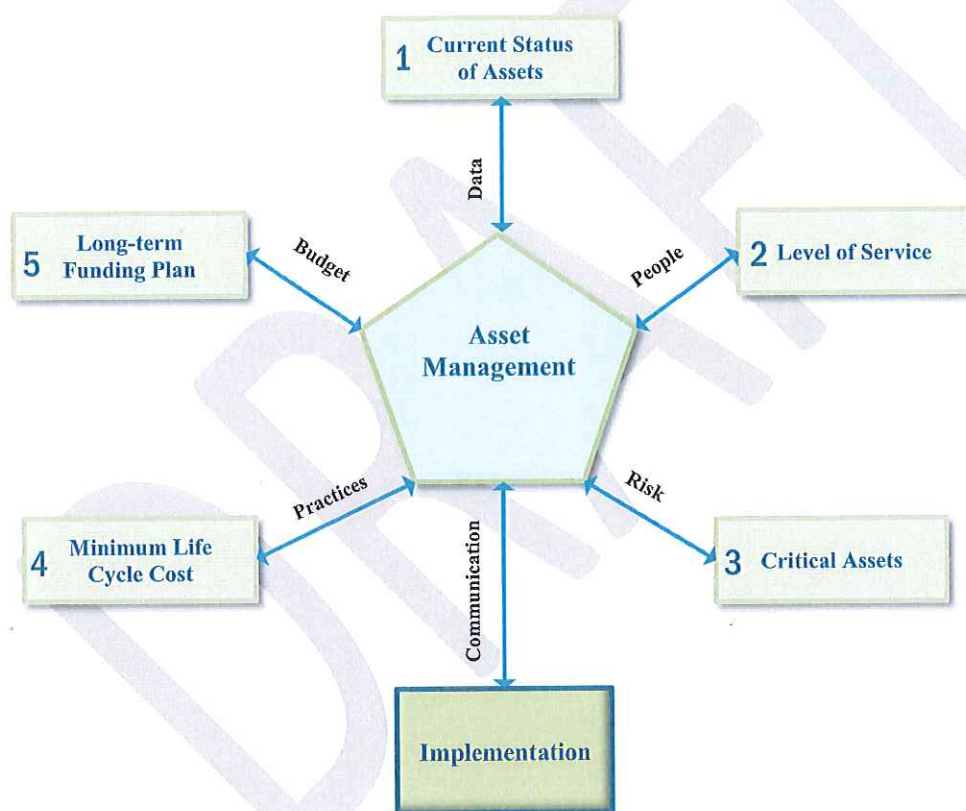 1 Current Status
of Assets
Data
5 Long-term
Funding Plan
Budget
People
2 Level of Service
Asset
Management
Practices
Risk
4 Minimum Life
Cycle Cost
3 Critical Assets
Communication
Implementation
DRAFT